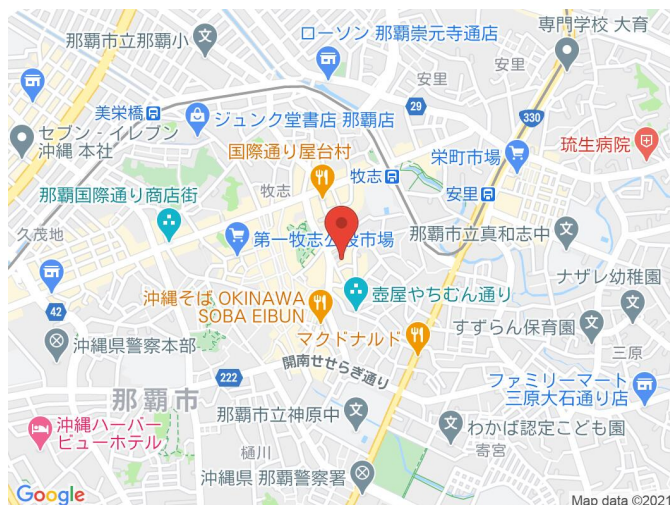 専門学校 大育
ローソン 那覇崇元寺通店
那覇市立那覇小
安里
29
330
美栄橋
ジュンク堂書店 那覇店
セブン‐イレブン
沖縄 本社
国際通り屋台村
栄町市場
琉生病院
牧志
牧志
安里
那覇国際通り商店街
久茂地
第一牧志公設市場
那覇市立真和志中
ナザレ幼稚園
壺屋やちむん通り
沖縄そば OKINAWA
SOBA EIBUN
42
マクドナルド
すずらん保育園
三原
沖縄県警察本部
開南せせらぎ通り
222
ファミリーマート
三原大石通り店
那覇市
那覇市立神原中
わかば認定こども園
沖縄ハーバー
ビューホテル
樋川
寄宮
沖縄県 那覇警察署
Google
Map data ©2021